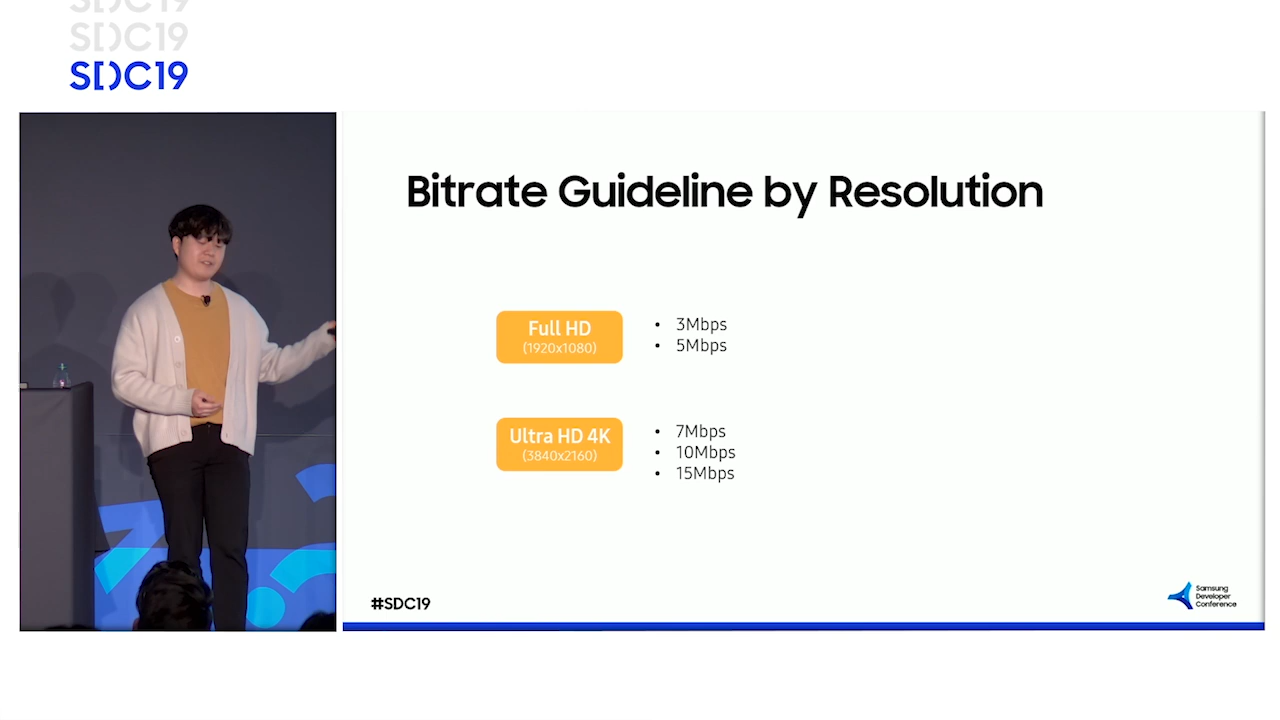 SDC19
SDC19
SDC19
Bitrate Guideline by Resolution
Full HD
(1920x1080)
• 3Mbps
• 5Mbps
Ultra HD 4K
(3840x2160)
• 7Mbps
• 10Mbps
• 15Mbps
#SDC19
Samsung
Developer
Conference